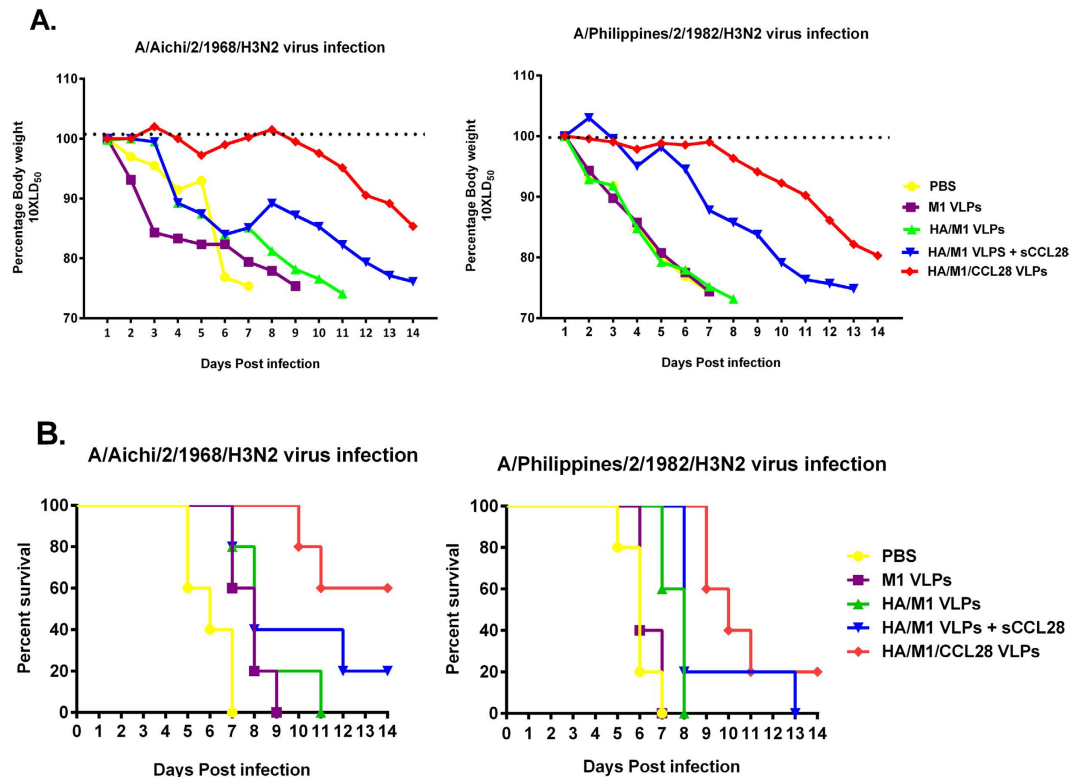 A.
A/Aichi/2/1968/H3N2 virus infection
Percentage Body weight
10XLD50
110
100
90
80
70
1 2 3 4 5 6 7 8 9 10 11 12 13 14
Days Post infection
A/Philippines/2/1982/H3N2 virus infection
Percentage Body weight
10XLD50
110
100
90
80
70
1 2 3 4 5 6 7 8 9 10 11 12 13 14
Days Post infection
PBS
M1 VLPs
HA/M1 VLPs
HA/M1 VLPS + sCCL28
HA/M1/CCL28 VLPs
B.
A/Aichi/2/1968/H3N2 virus infection
Percent survival
100
80
60
40
20
0
0 1 2 3 4 5 6 7 8 9 10 11 12 13 14
Days Post infection
A/Philippines/2/1982/H3N2 virus infection
Percent survival
100
80
60
40
20
0
0 1 2 3 4 5 6 7 8 9 10 11 12 13 14
Days Post infection
PBS
M1 VLPs
HA/M1 VLPs
HA/M1 VLPs + sCCL28
HA/M1/CCL28 VLPs